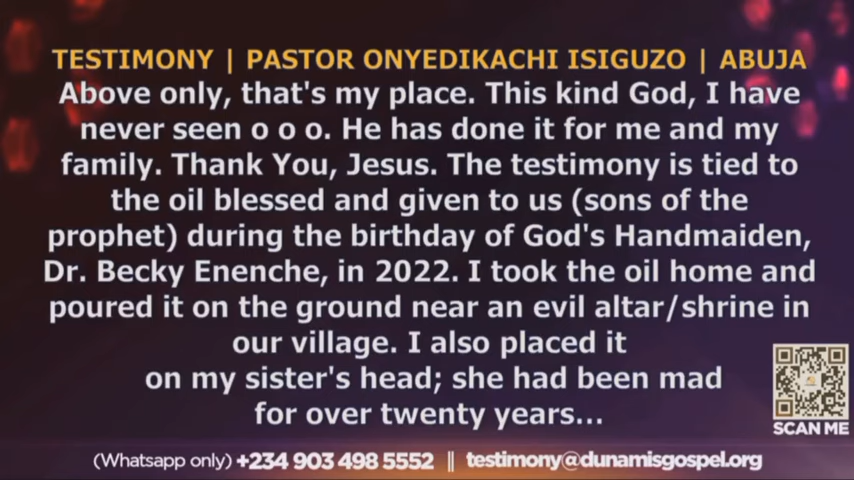 TESTIMONY | PASTOR ONYEDIKACHI ISIGUZO | ABUJA
Above only, that's my place. This kind God, I have
never seen o o o. He has done it for me and my
family. Thank You, Jesus. The testimony is tied to
the oil blessed and given to us (sons of the
prophet) during the birthday of God's Handmaiden,
Dr. Becky Enenche, in 2022. I took the oil home and
poured it on the ground near an evil altar/shrine in
our village. I also placed it
on my sister's head; she had been mad
for over twenty years...
SCAN ME
(Whatsapp only) +234 903 498 5552 || testimony@dunamisgospel.org